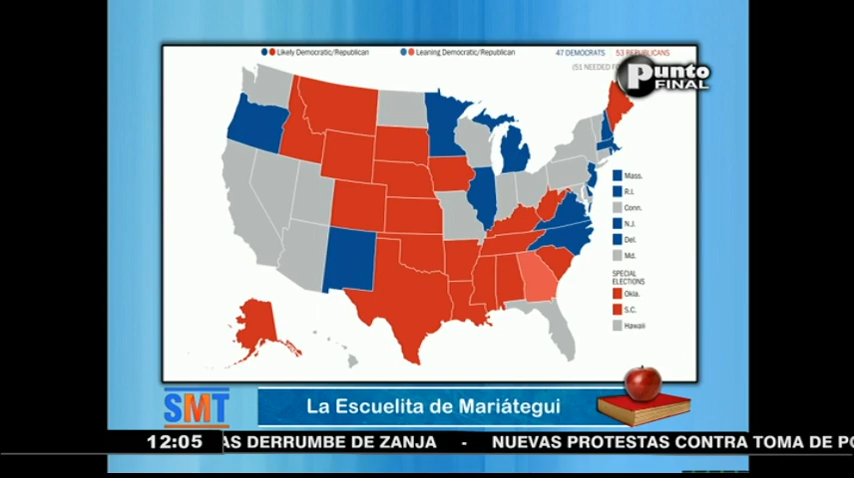 Likely Democratic/Republican
Leaning Democratic/Republican
47 DEMOCRATS
53 REPUBLICANS
(51 NEEDED
Punto
FINAL
Mass.
R.I.
Conn.
N.J.
Del.
Md.
SPECIAL
ELECTIONS
Okla.
S.C.
Hawaii
SMT
La Escuelita de Mariátegui
12:05
AS DERRUMBE DE ZANJA - NUEVAS PROTESTAS CONTRA TOMA DE